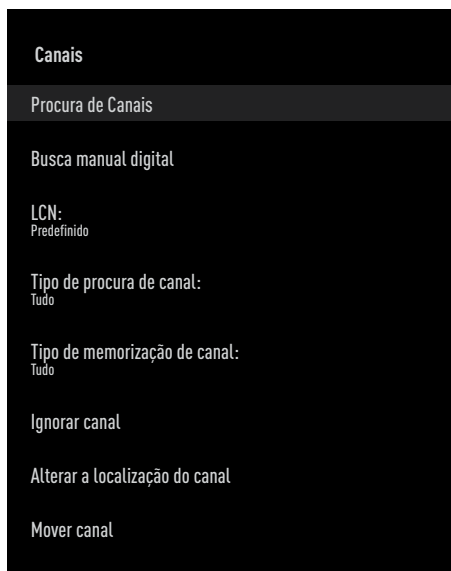 Canais
Procura de Canais
Busca manual digital
LCN:
Predefinido
Tipo de procura de canal:
Tudo
Tipo de memorização de canal:
Tudo
Ignorar canal
Alterar a localização do canal
Mover canal